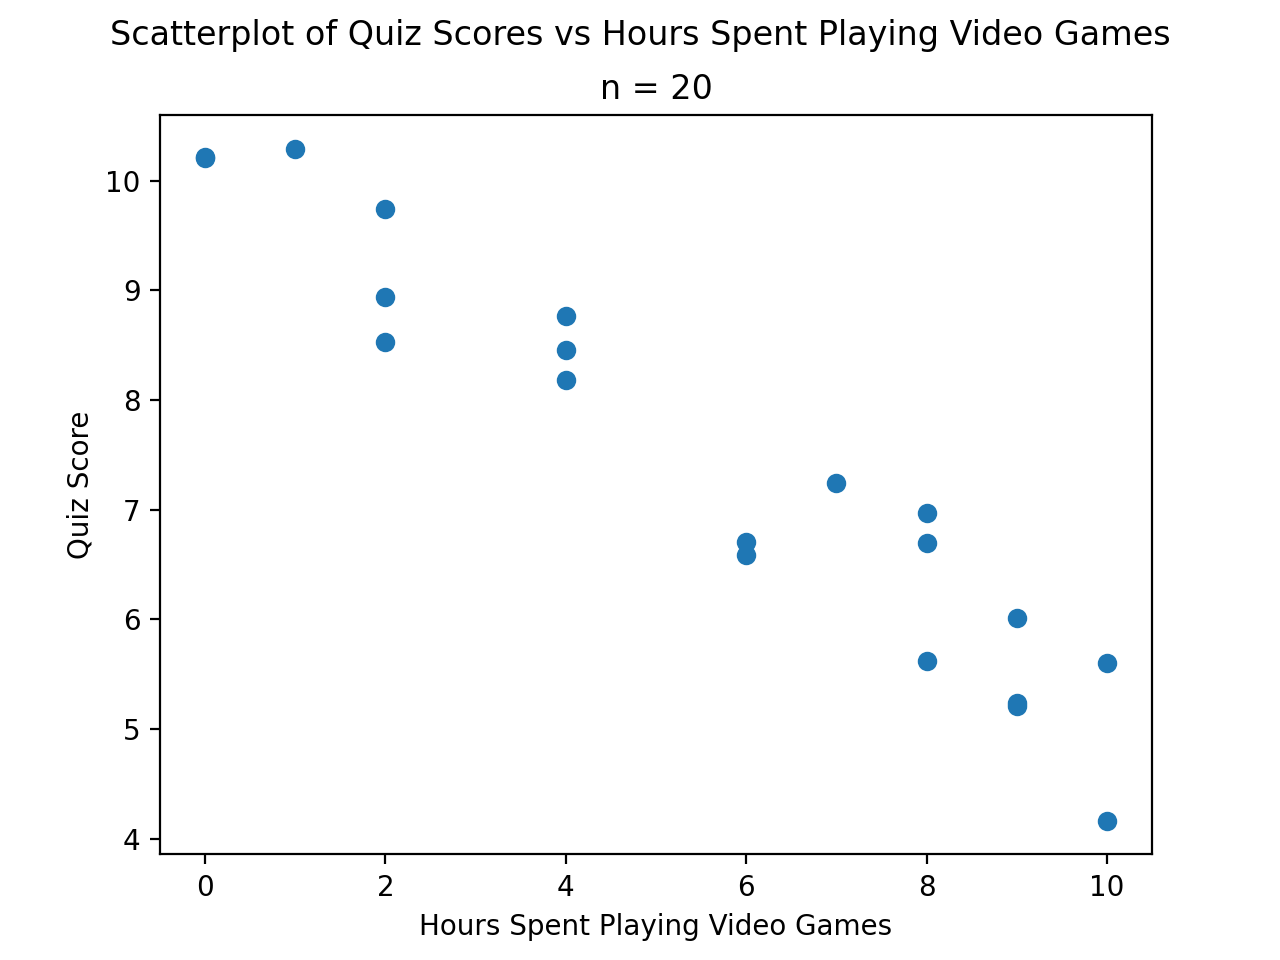 Scatterplot of Quiz Scores vs Hours Spent Playing Video Games
n = 20
10
9
8
7
6
5
4
Quiz Score
0 2 4 6 8 10
Hours Spent Playing Video Games